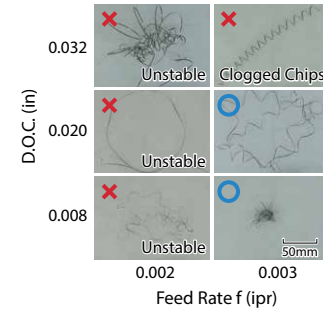 D.O.C. (in)
0.032
Unstable
Clogged Chips
0.020
Unstable
0.008
Unstable
50mm
0.002
0.003
Feed Rate f (ipr)